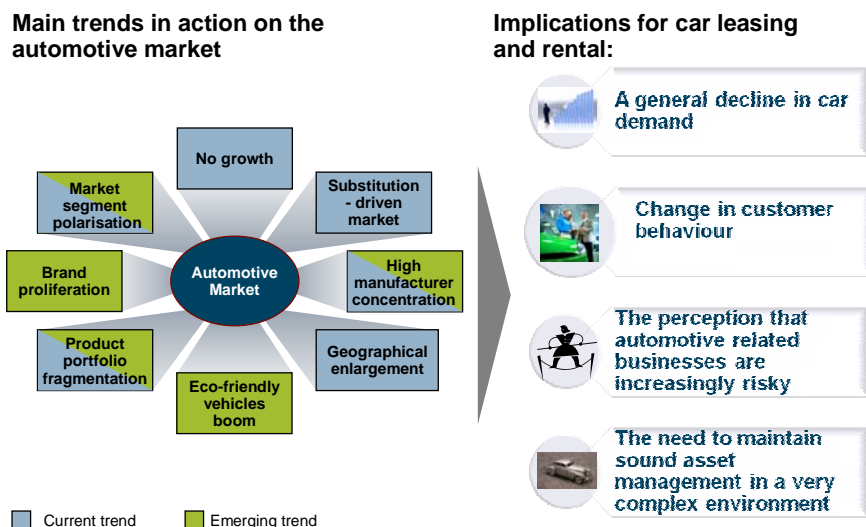 Main trends in action on the
automotive market
Implications for car leasing
and rental:
No growth
Market
segment
polarisation
Substitution
- driven
market
Brand
proliferation
Automotive
Market
High
manufacturer
concentration
Product
portfolio
fragmentation
Geographical
enlargement
Eco-friendly
vehicles
boom
A general decline in car
demand
Change in customer
behaviour
The perception that
automotive related
businesses are
increasingly risky
The need to maintain
sound asset
management in a very
complex environment
Current trend
Emerging trend